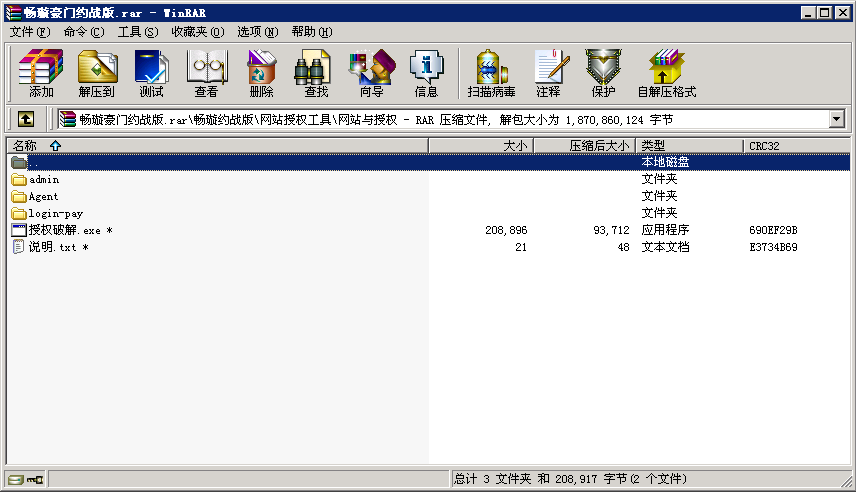 畅璇豪门约战版.rar - WinRAR
文件(F) 命令(C) 工具(S) 收藏夹(O) 选项(N) 帮助(H)
添加 解压到 测试 查看 删除 查找 向导 信息 扫描病毒 注释 保护 自解压格式
畅璇豪门约战版.rar\畅璇约战版\网站授权工具\网站与授权 - RAR 压缩文件, 解包大小为 1,870,860,124 字节
名称 大小 压缩后大小 类型 CRC32
.. 本地磁盘
admin 文件夹
Agent 文件夹
login-pay 文件夹
授权破解.exe * 208,896 93,712 应用程序 690EF29B
说明.txt * 21 48 文本文档 E3734B69
总计 3 文件夹 和 208,917 字节(2 个文件)